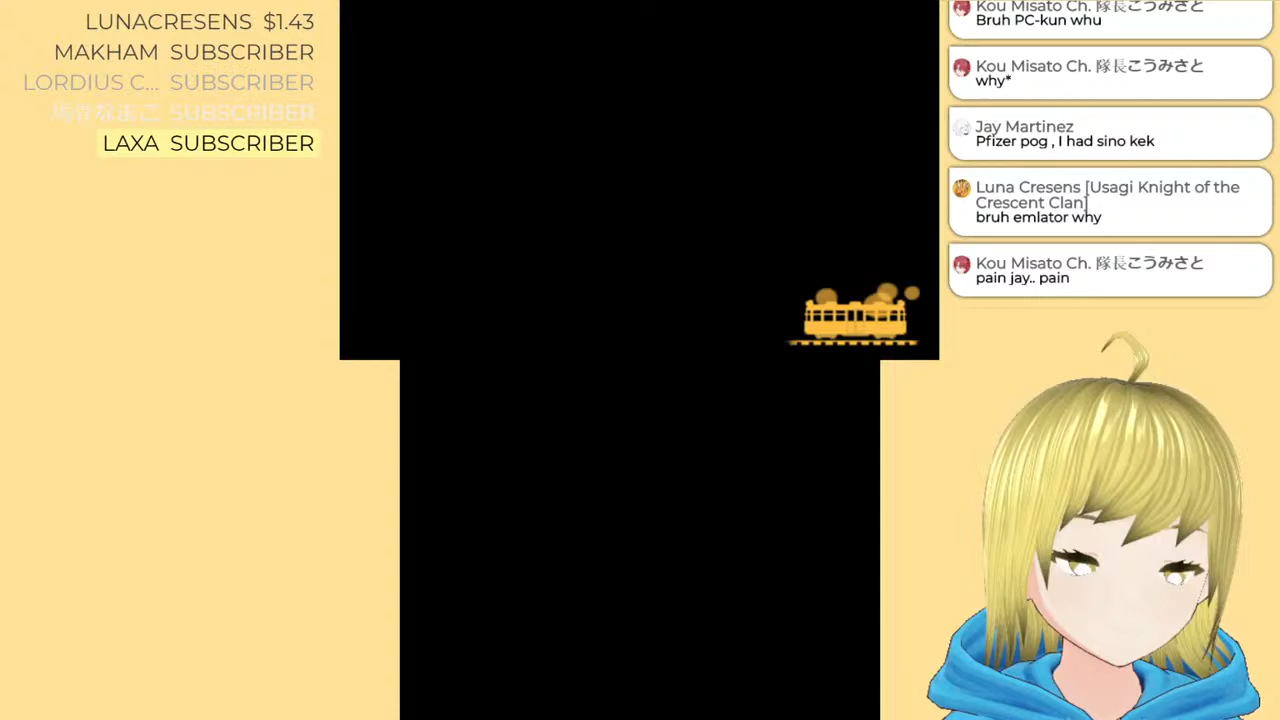 LUNACRESENS $1.43
MAKHAM SUBSCRIBER
LORDIUS C... SUBSCRIBER
SUBSCRIBER
LAXA SUBSCRIBER
Kou Misato Ch. 隊長こうみさと
Bruh PC-kun whu
Kou Misato Ch. 隊長こうみさと
why*
Jay Martinez
Pfizer pog , I had sino kek
Luna Cresens [Usagi Knight of the
Crescent Clan]
bruh emlator why
Kou Misato Ch. 隊長こうみさと
pain jay.. pain